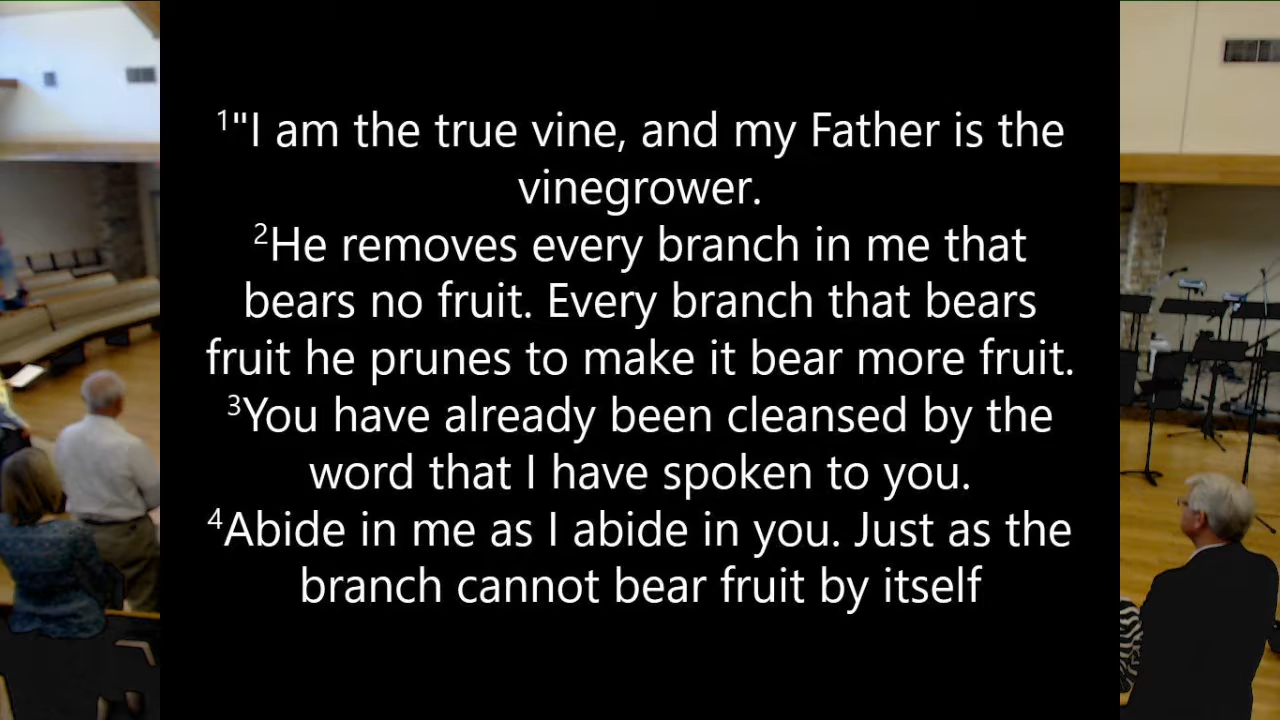 ¹"I am the true vine, and my Father is the
vinegrower.
²He removes every branch in me that
bears no fruit. Every branch that bears
fruit he prunes to make it bear more fruit.
³You have already been cleansed by the
word that I have spoken to you.
⁴Abide in me as I abide in you. Just as the
branch cannot bear fruit by itself